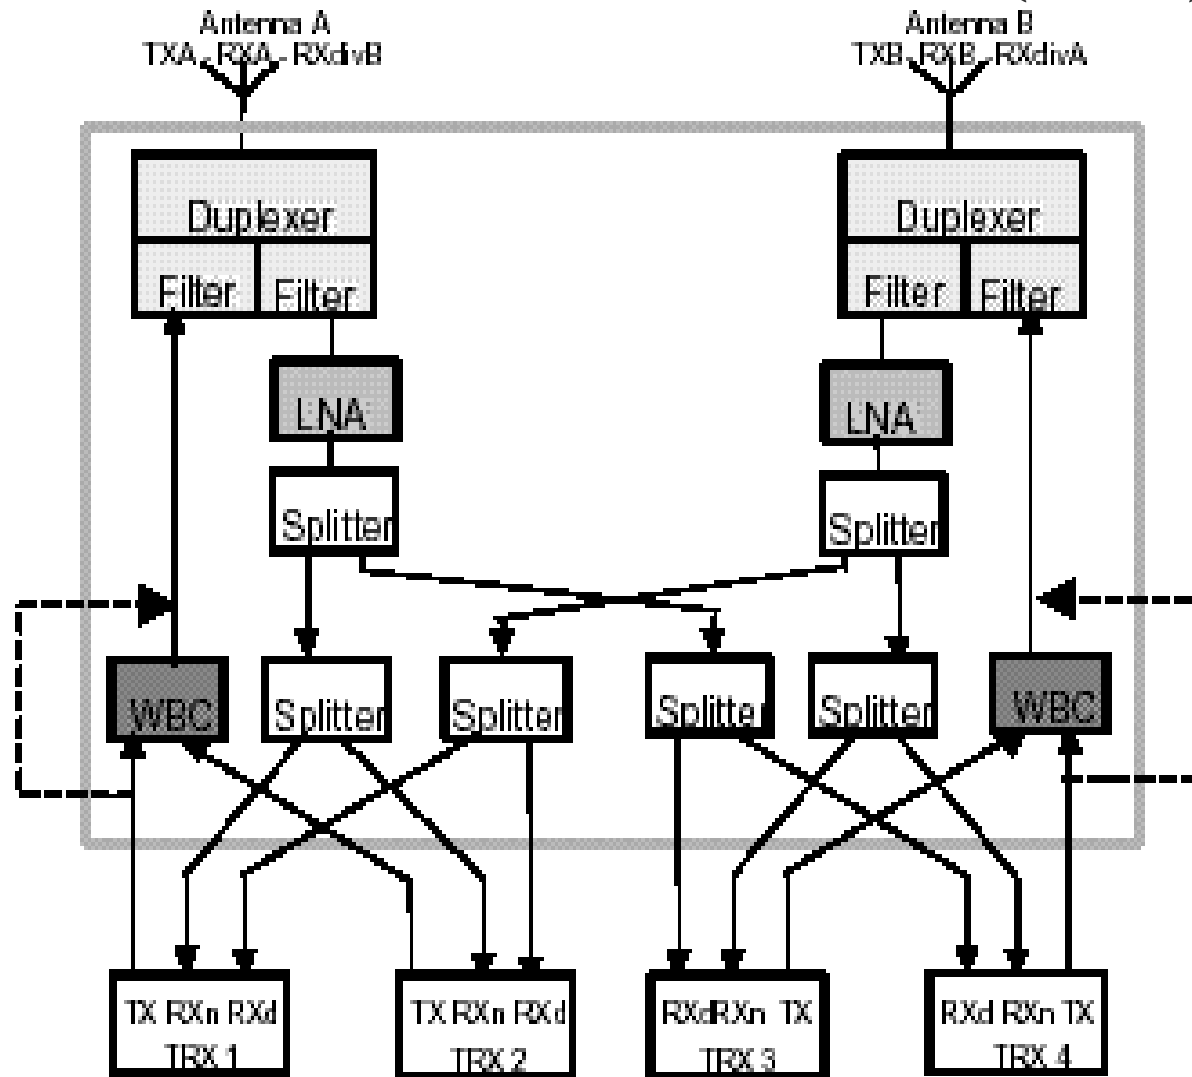 Antenna A
TXA - RXA - RXdivB
Antenna B
TXB - RXB - RXdivA
Duplexer
Filter
Filter
Duplexer
Filter
Filter
LNA
LNA
Splitter
Splitter
WBC
Splitter
Splitter
Splitter
Splitter
WBC
TX RXn RXd
TRX 1
TX RXn RXd
TRX 2
RXd RXn TX
TRX 3
RXd RXn TX
TRX 4